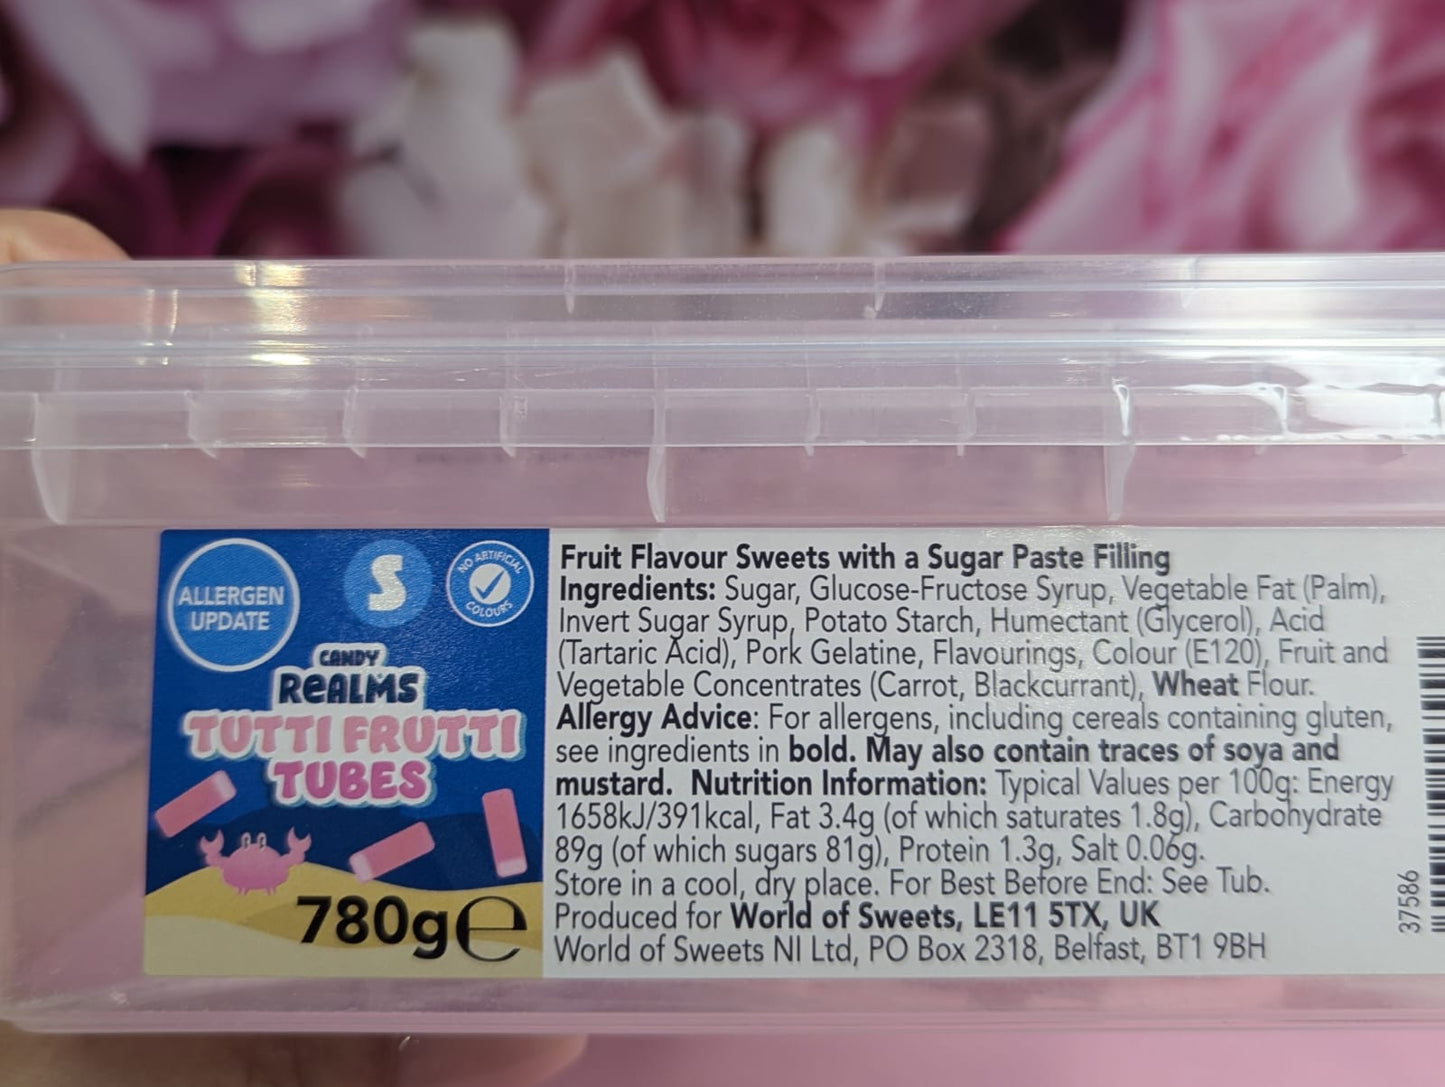 ALLERGEN
UPDATE
S
NO ARTIFICIAL
COLOURS
CANDY
REALMS
TUTTI FRUTTI
TUBES
780g℮
Fruit Flavour Sweets with a Sugar Paste Filling
Ingredients: Sugar, Glucose-Fructose Syrup, Vegetable Fat (Palm),
Invert Sugar Syrup, Potato Starch, Humectant (Glycerol), Acid
(Tartaric Acid), Pork Gelatine, Flavourings, Colour (E120), Fruit and
Vegetable Concentrates (Carrot, Blackcurrant), Wheat Flour.
Allergy Advice: For allergens, including cereals containing gluten,
see ingredients in bold. May also contain traces of soya and
mustard. Nutrition Information: Typical Values per 100g: Energy
1658kJ/391kcal, Fat 3.4g (of which saturates 1.8g), Carbohydrate
89g (of which sugars 81g), Protein 1.3g, Salt 0.06g.
Store in a cool, dry place. For Best Before End: See Tub.
Produced for World of Sweets, LE11 5TX, UK
World of Sweets NI Ltd, PO Box 2318, Belfast, BT1 9BH
37586